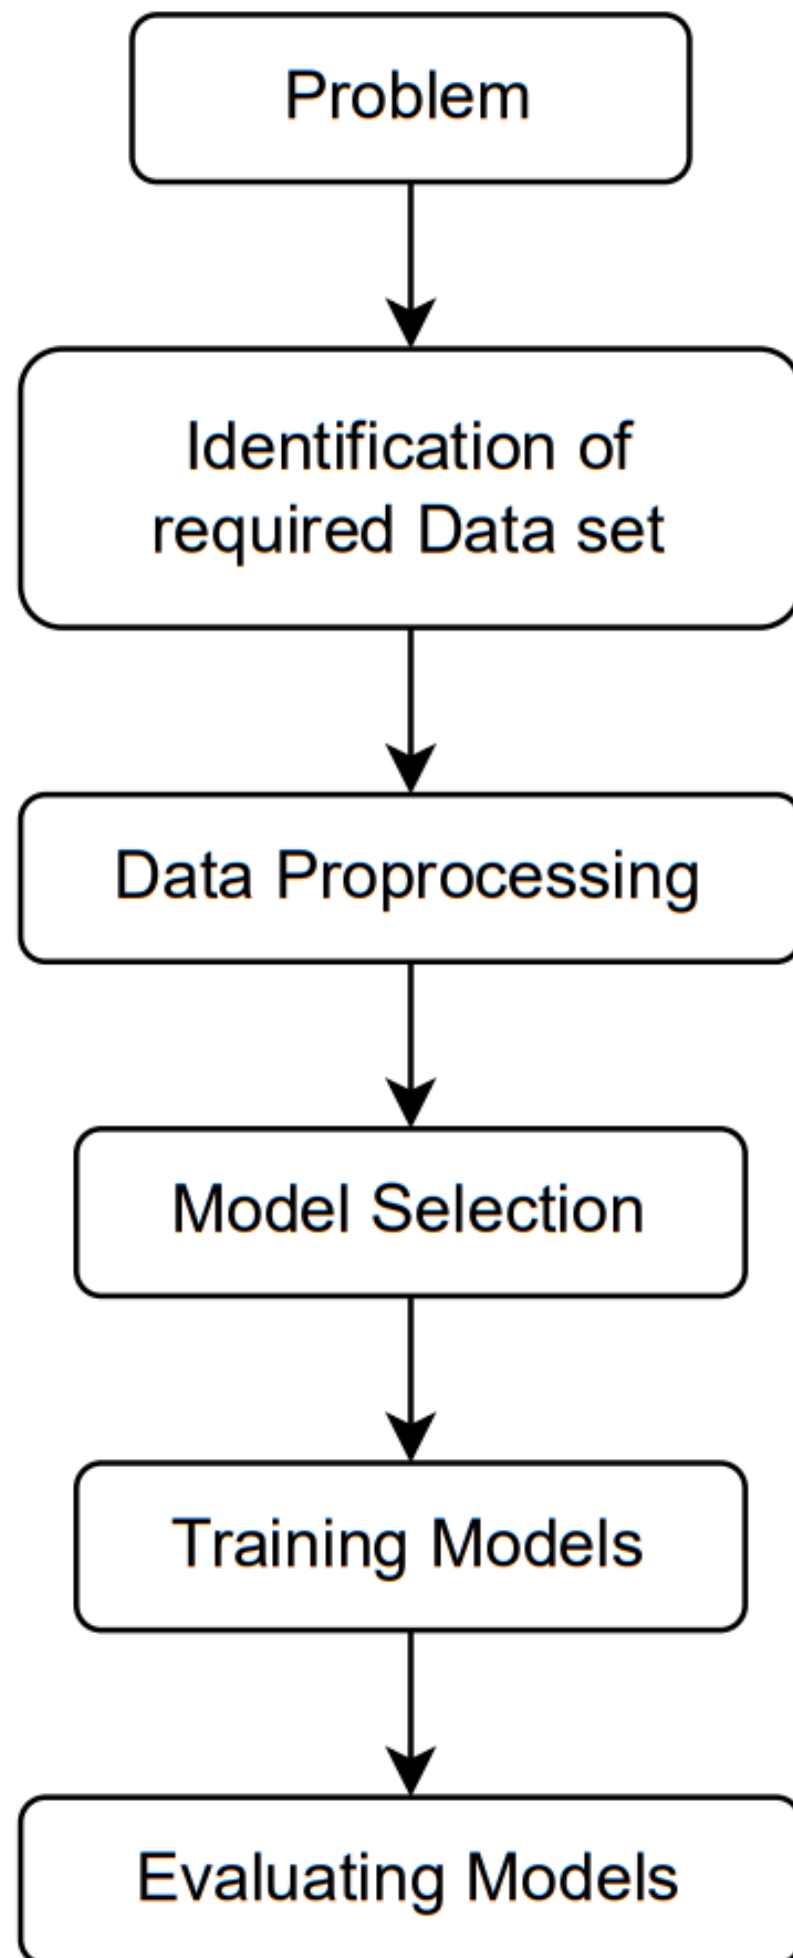 Problem
Identification of
required Data set
Data Proprocessing
Model Selection
Training Models
Evaluating Models